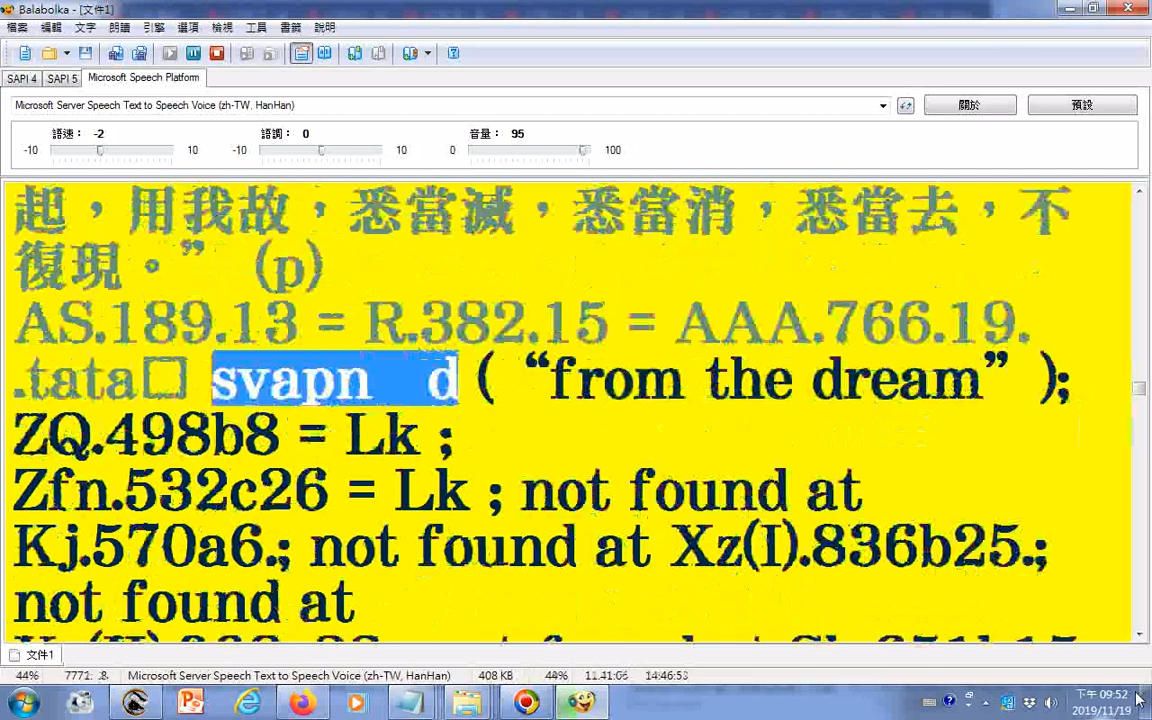 Balabolka - [文件1]
檔案 編輯 文字 朗讀 引擎 選項 檢視 工具 書籤 說明
SAPI 4 SAPI 5 Microsoft Speech Platform
Microsoft Server Speech Text to Speech Voice (zh-TW, HanHan) 關於 預設
語速： -2 語調： 0 音量： 95
-10 10 -10 10 0 100
起，用我故，悉當滅，悉當消，悉當去，不
復現。” (p)
AS.189.13 = R.382.15 = AAA.766.19.
.tata□ svapn d ( “from the dream” );
ZQ.498b8 = Lk ;
Zfn.532c26 = Lk ; not found at
Kj.570a6.; not found at Xz(I).836b25.;
not found at
文件1
44% Microsoft Server Speech Text to Speech Voice (zh-TW, HanHan) 408 KB 44% 11:41:06 14:46:53
下午 09:52
2019/11/19